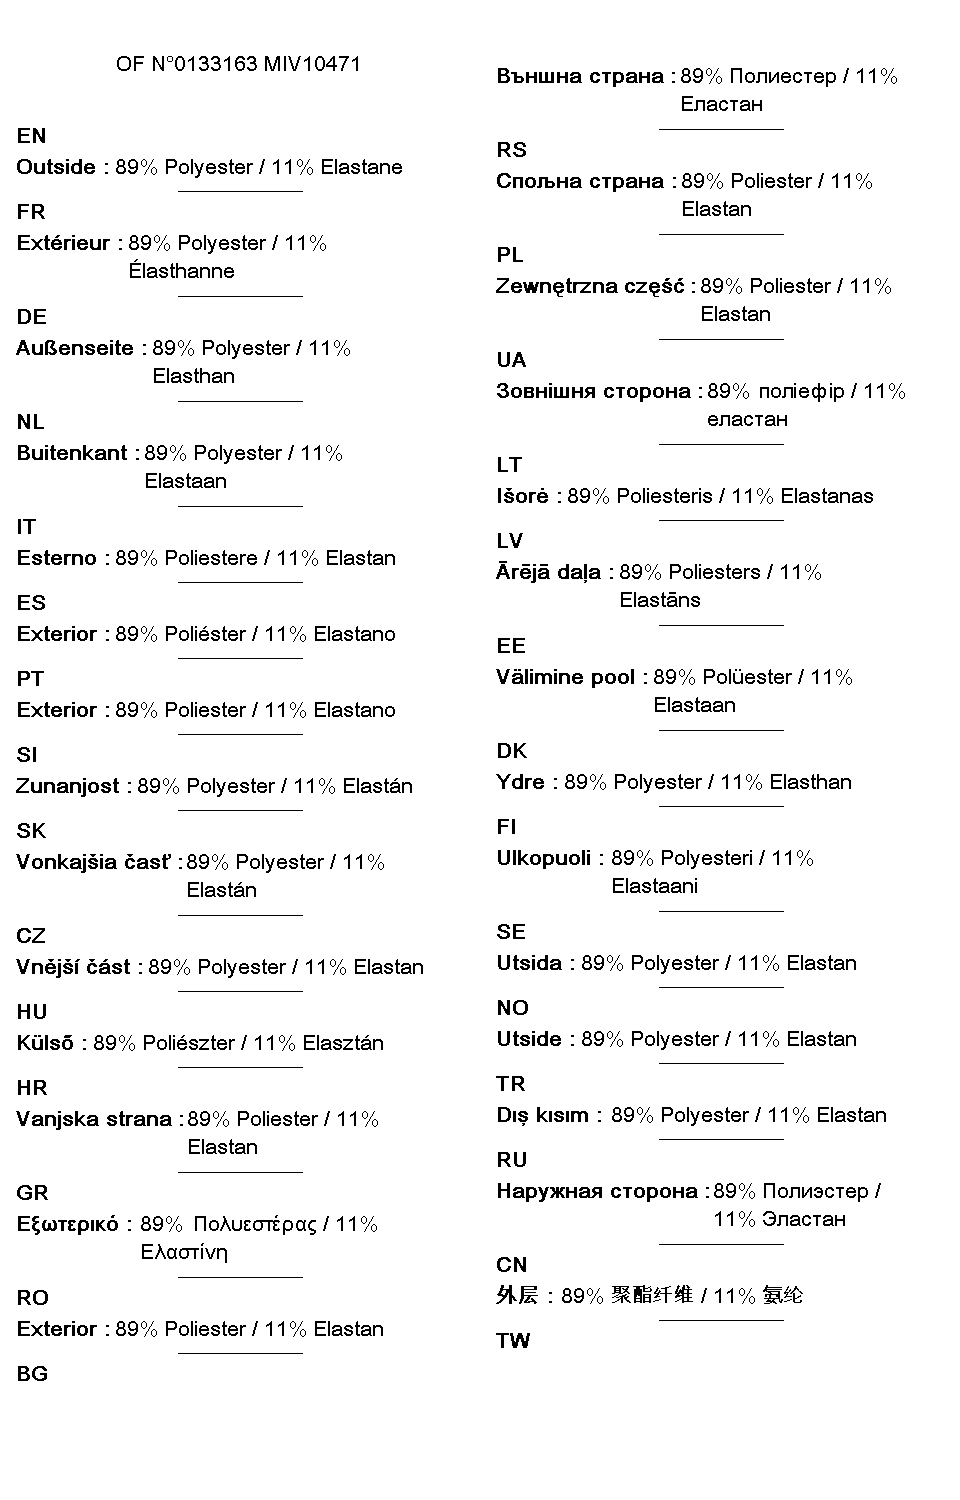 OF N°0133163 MIV10471
EN
Outside : 89% Polyester / 11% Elastane
FR
Extérieur : 89% Polyester / 11%
Élasthanne
DE
Außenseite : 89% Polyester / 11%
Elasthan
NL
Buitenkant : 89% Polyester / 11%
Elastaan
IT
Esterno : 89% Poliestere / 11% Elastan
ES
Exterior : 89% Poliéster / 11% Elastano
PT
Exterior : 89% Poliester / 11% Elastano
SI
Zunanjost : 89% Polyester / 11% Elastán
SK
Vonkajšia časť : 89% Polyester / 11%
Elastán
CZ
Vnější část : 89% Polyester / 11% Elastan
HU
Külső : 89% Poliészter / 11% Elasztán
HR
Vanjska strana : 89% Poliester / 11%
Elastan
GR
Εξωτερικό : 89% Πολυεστέρας / 11%
Ελαστίνη
RO
Exterior : 89% Poliester / 11% Elastan
BG
Външна страна : 89% Полиестер / 11%
Еластан
RS
Спољна страна : 89% Poliester / 11%
Elastan
PL
Zewnętrzna część : 89% Poliester / 11%
Elastan
UA
Зовнішня сторона : 89% поліефір / 11%
еластан
LT
Išorė : 89% Poliesteris / 11% Elastanas
LV
Ārējā daļa : 89% Poliesters / 11%
Elastāns
EE
Välimine pool : 89% Polüester / 11%
Elastaan
DK
Ydre : 89% Polyester / 11% Elasthan
FI
Ulkopuoli : 89% Polyesteri / 11%
Elastaani
SE
Utsida : 89% Polyester / 11% Elastan
NO
Utside : 89% Polyester / 11% Elastan
TR
Dış kısım : 89% Polyester / 11% Elastan
RU
Наружная сторона : 89% Полиэстер /
11% Эластан
CN
外层 : 89% 聚酯纤维 / 11% 氨纶
TW